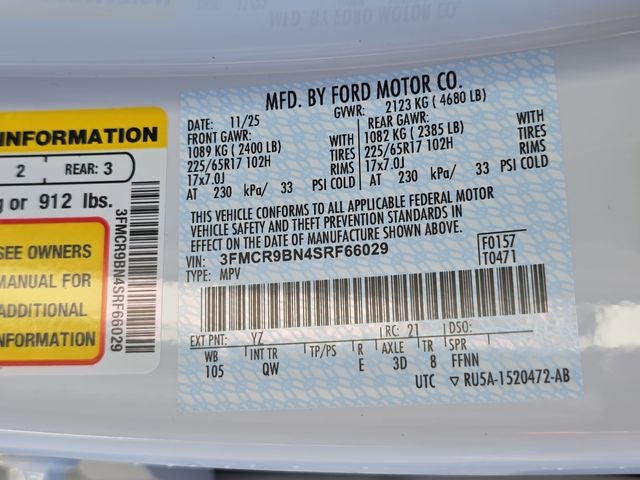 INFORMATION
2 REAR: 3
g or 912 lbs.
SEE OWNERS
MANUAL FOR
ADDITIONAL
INFORMATION
3FMCR9BN4SRF66029
MFD. BY FORD MOTOR CO.
DATE: 11/25 GVWR: 2123 KG ( 4680 LB)
FRONT GAWR: REAR GAWR:
1089 KG ( 2400 LB) WITH 1082 KG ( 2385 LB) WITH
225/65R17 102H TIRES 225/65R17 102H TIRES
17x7.0J RIMS 17x7.0J RIMS
AT 230 kPa/ 33 PSI COLD AT 230 kPa/ 33 PSI COLD
THIS VEHICLE CONFORMS TO ALL APPLICABLE FEDERAL MOTOR
VEHICLE SAFETY AND THEFT PREVENTION STANDARDS IN
EFFECT ON THE DATE OF MANUFACTURE SHOWN ABOVE.
VIN: 3FMCR9BN4SRF66029 F0157
TYPE: MPV T0471
EXT PNT: YZ RC: 21 DSO:
WB INT TR TP/PS R AXLE TR SPR
105 QW E 3D 8 FFNN
UTC ▽ RU5A-1520472-AB